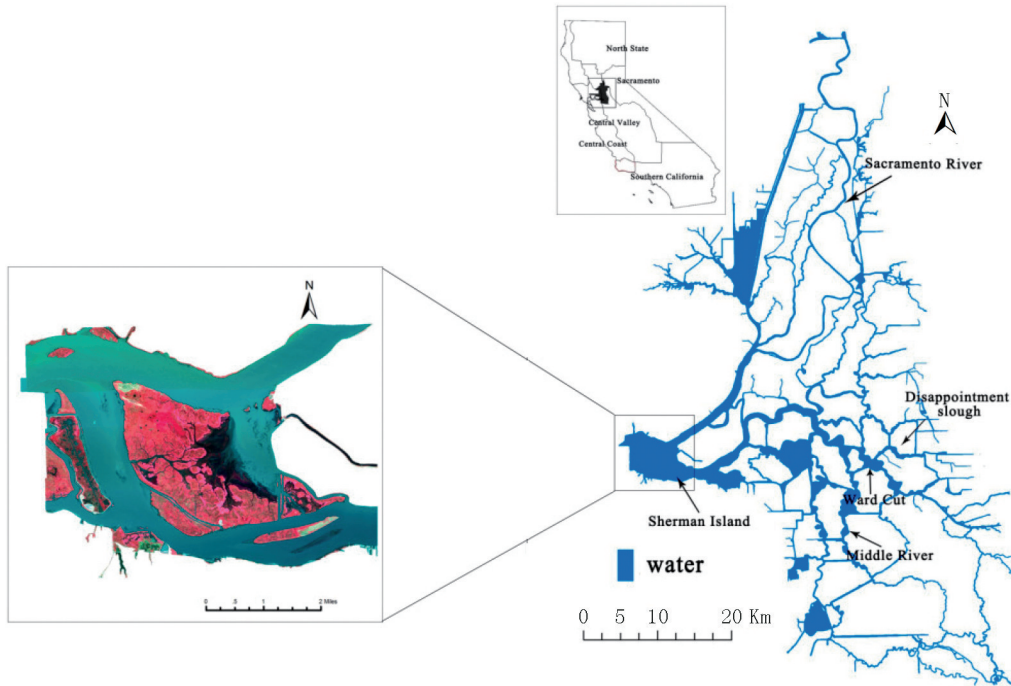 North State
Sacramento
Central Valley
Central Coast
Southern California
N
Sacramento River
N
Disappointment
slough
Ward Cut
Sherman Island
Middle River
water
0 5 10 20 Km
0 .5 1 2 Miles